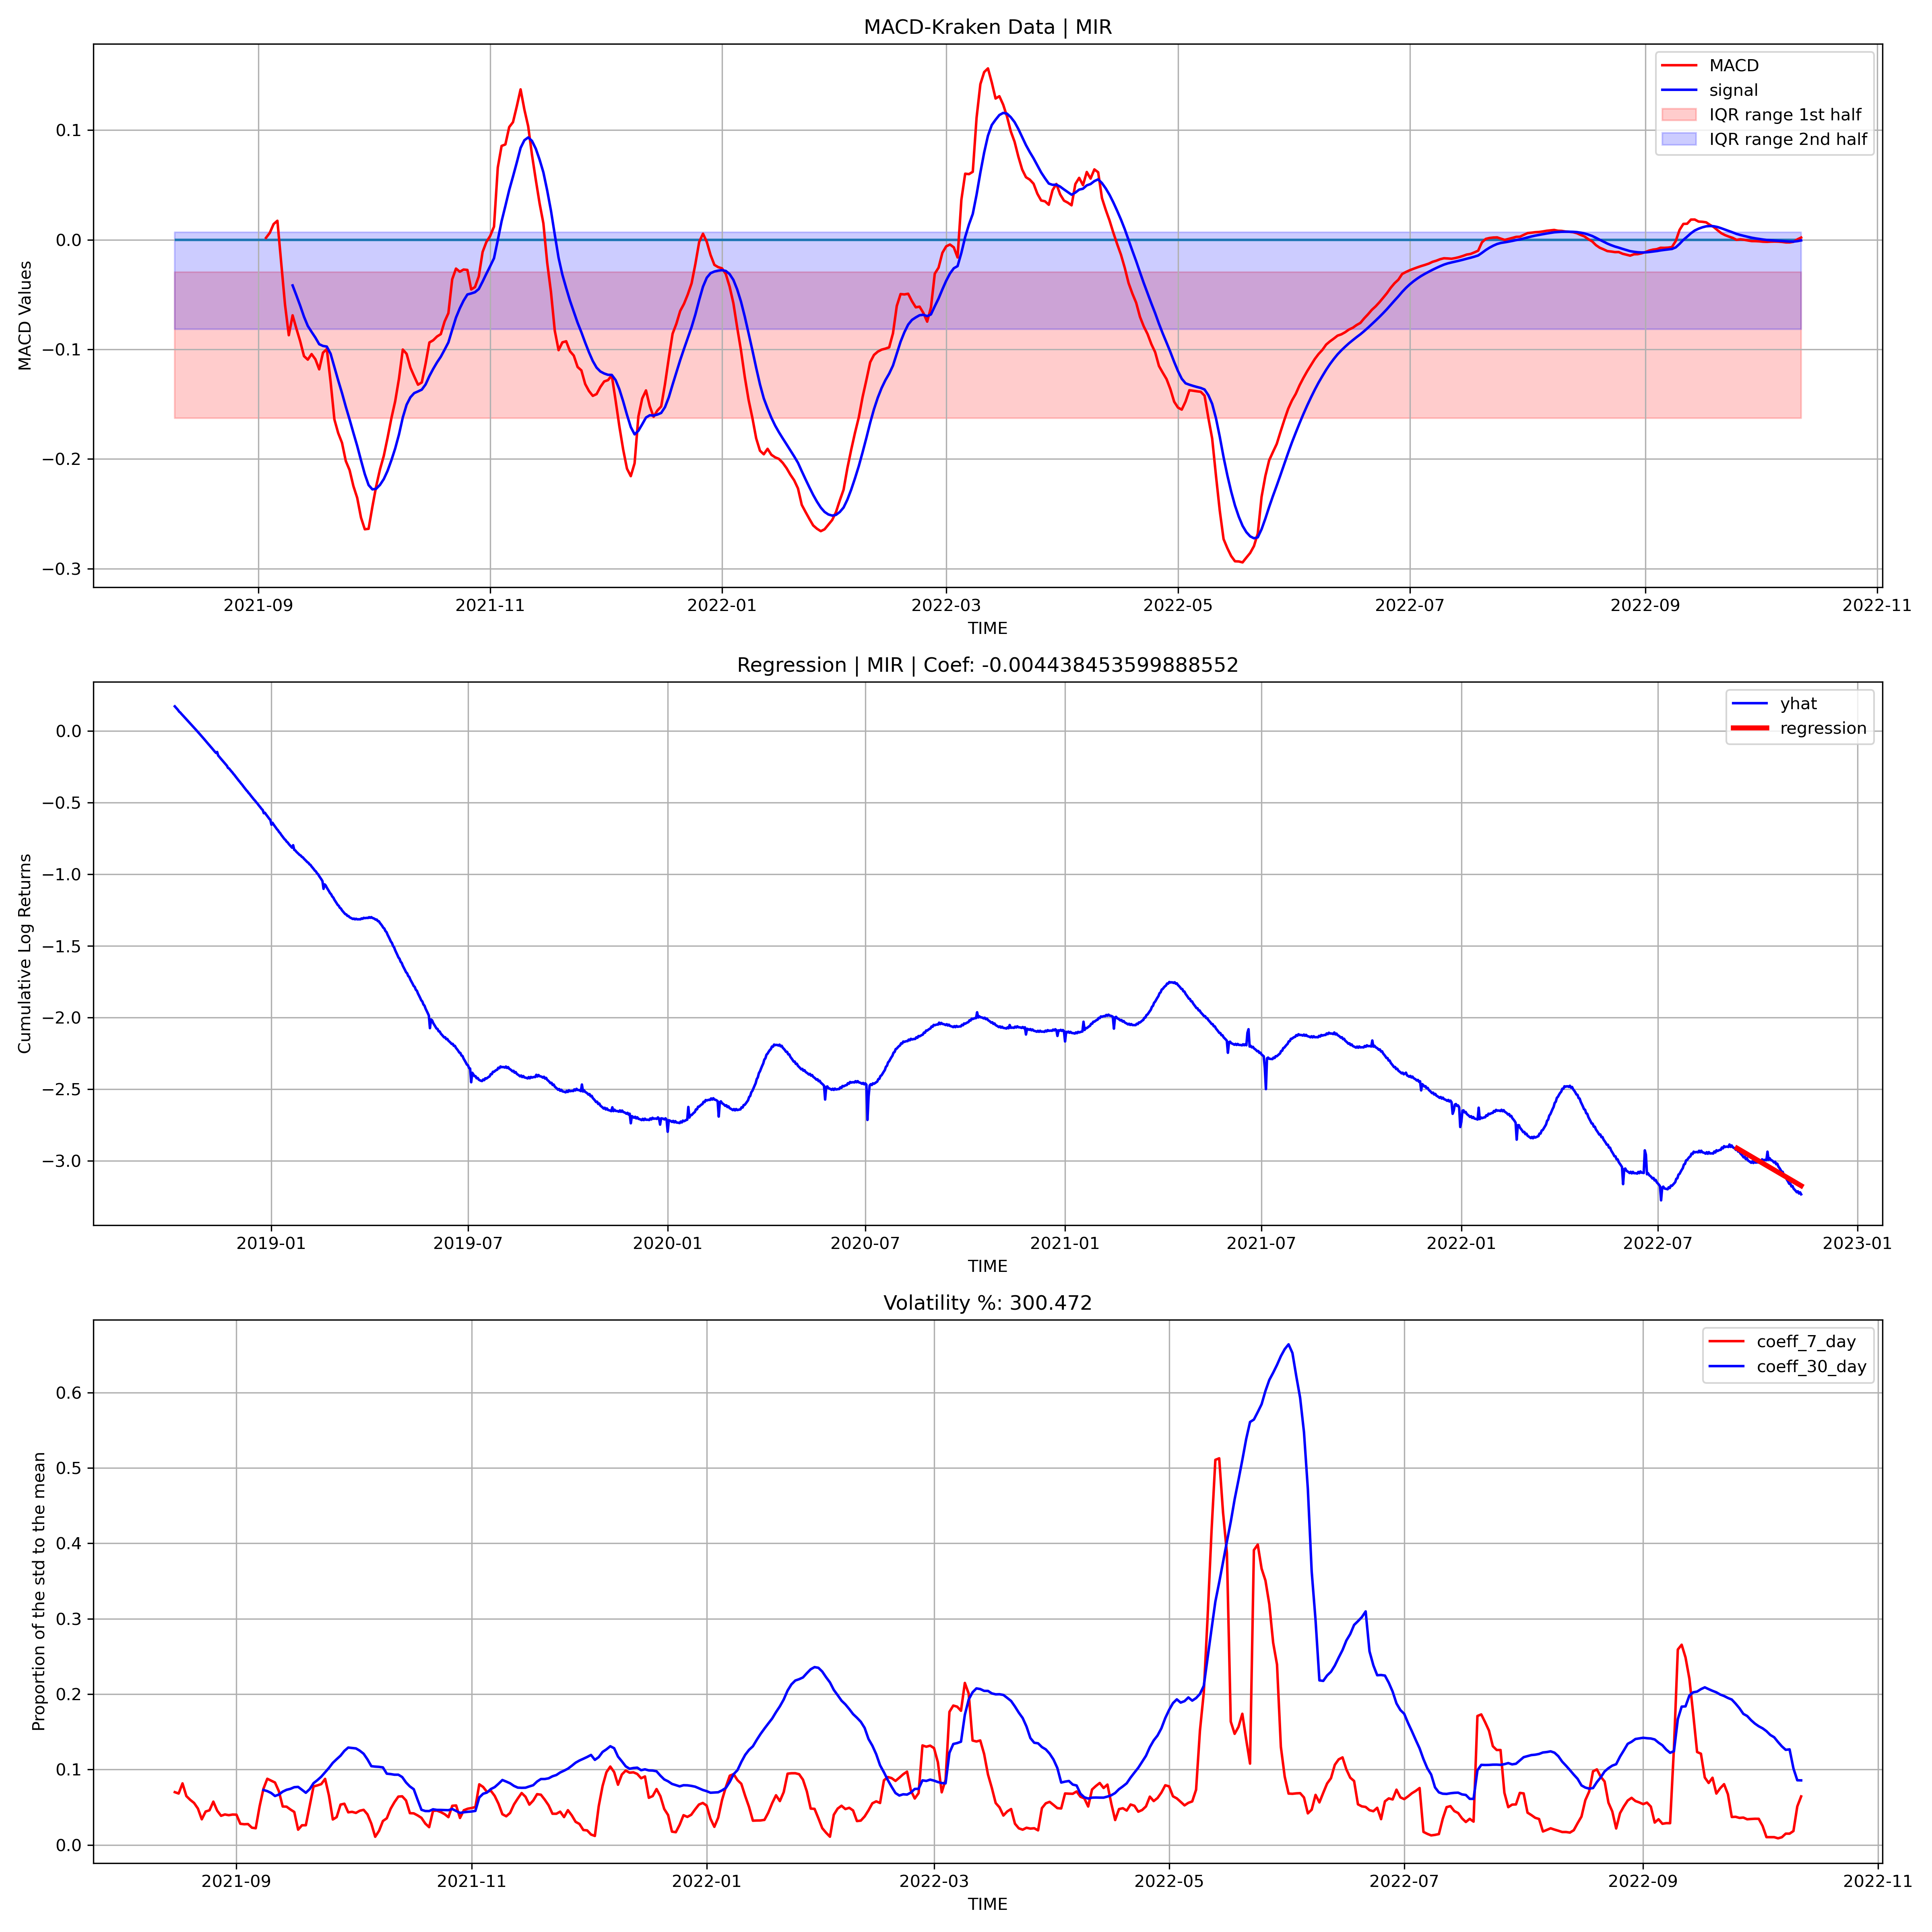 MACD-Kraken Data | MIR
MACD
signal
IQR range 1st half
IQR range 2nd half
MACD Values
0.1
0.0
−0.1
−0.2
−0.3
2021-09 2021-11 2022-01 2022-03 2022-05 2022-07 2022-09 2022-11
TIME
Regression | MIR | Coef: -0.004438453599888552
yhat
regression
Cumulative Log Returns
0.0
−0.5
−1.0
−1.5
−2.0
−2.5
−3.0
2019-01 2019-07 2020-01 2020-07 2021-01 2021-07 2022-01 2022-07 2023-01
TIME
Volatility %: 300.472
coeff_7_day
coeff_30_day
Proportion of the std to the mean
0.6
0.5
0.4
0.3
0.2
0.1
0.0
2021-09 2021-11 2022-01 2022-03 2022-05 2022-07 2022-09 2022-11
TIME